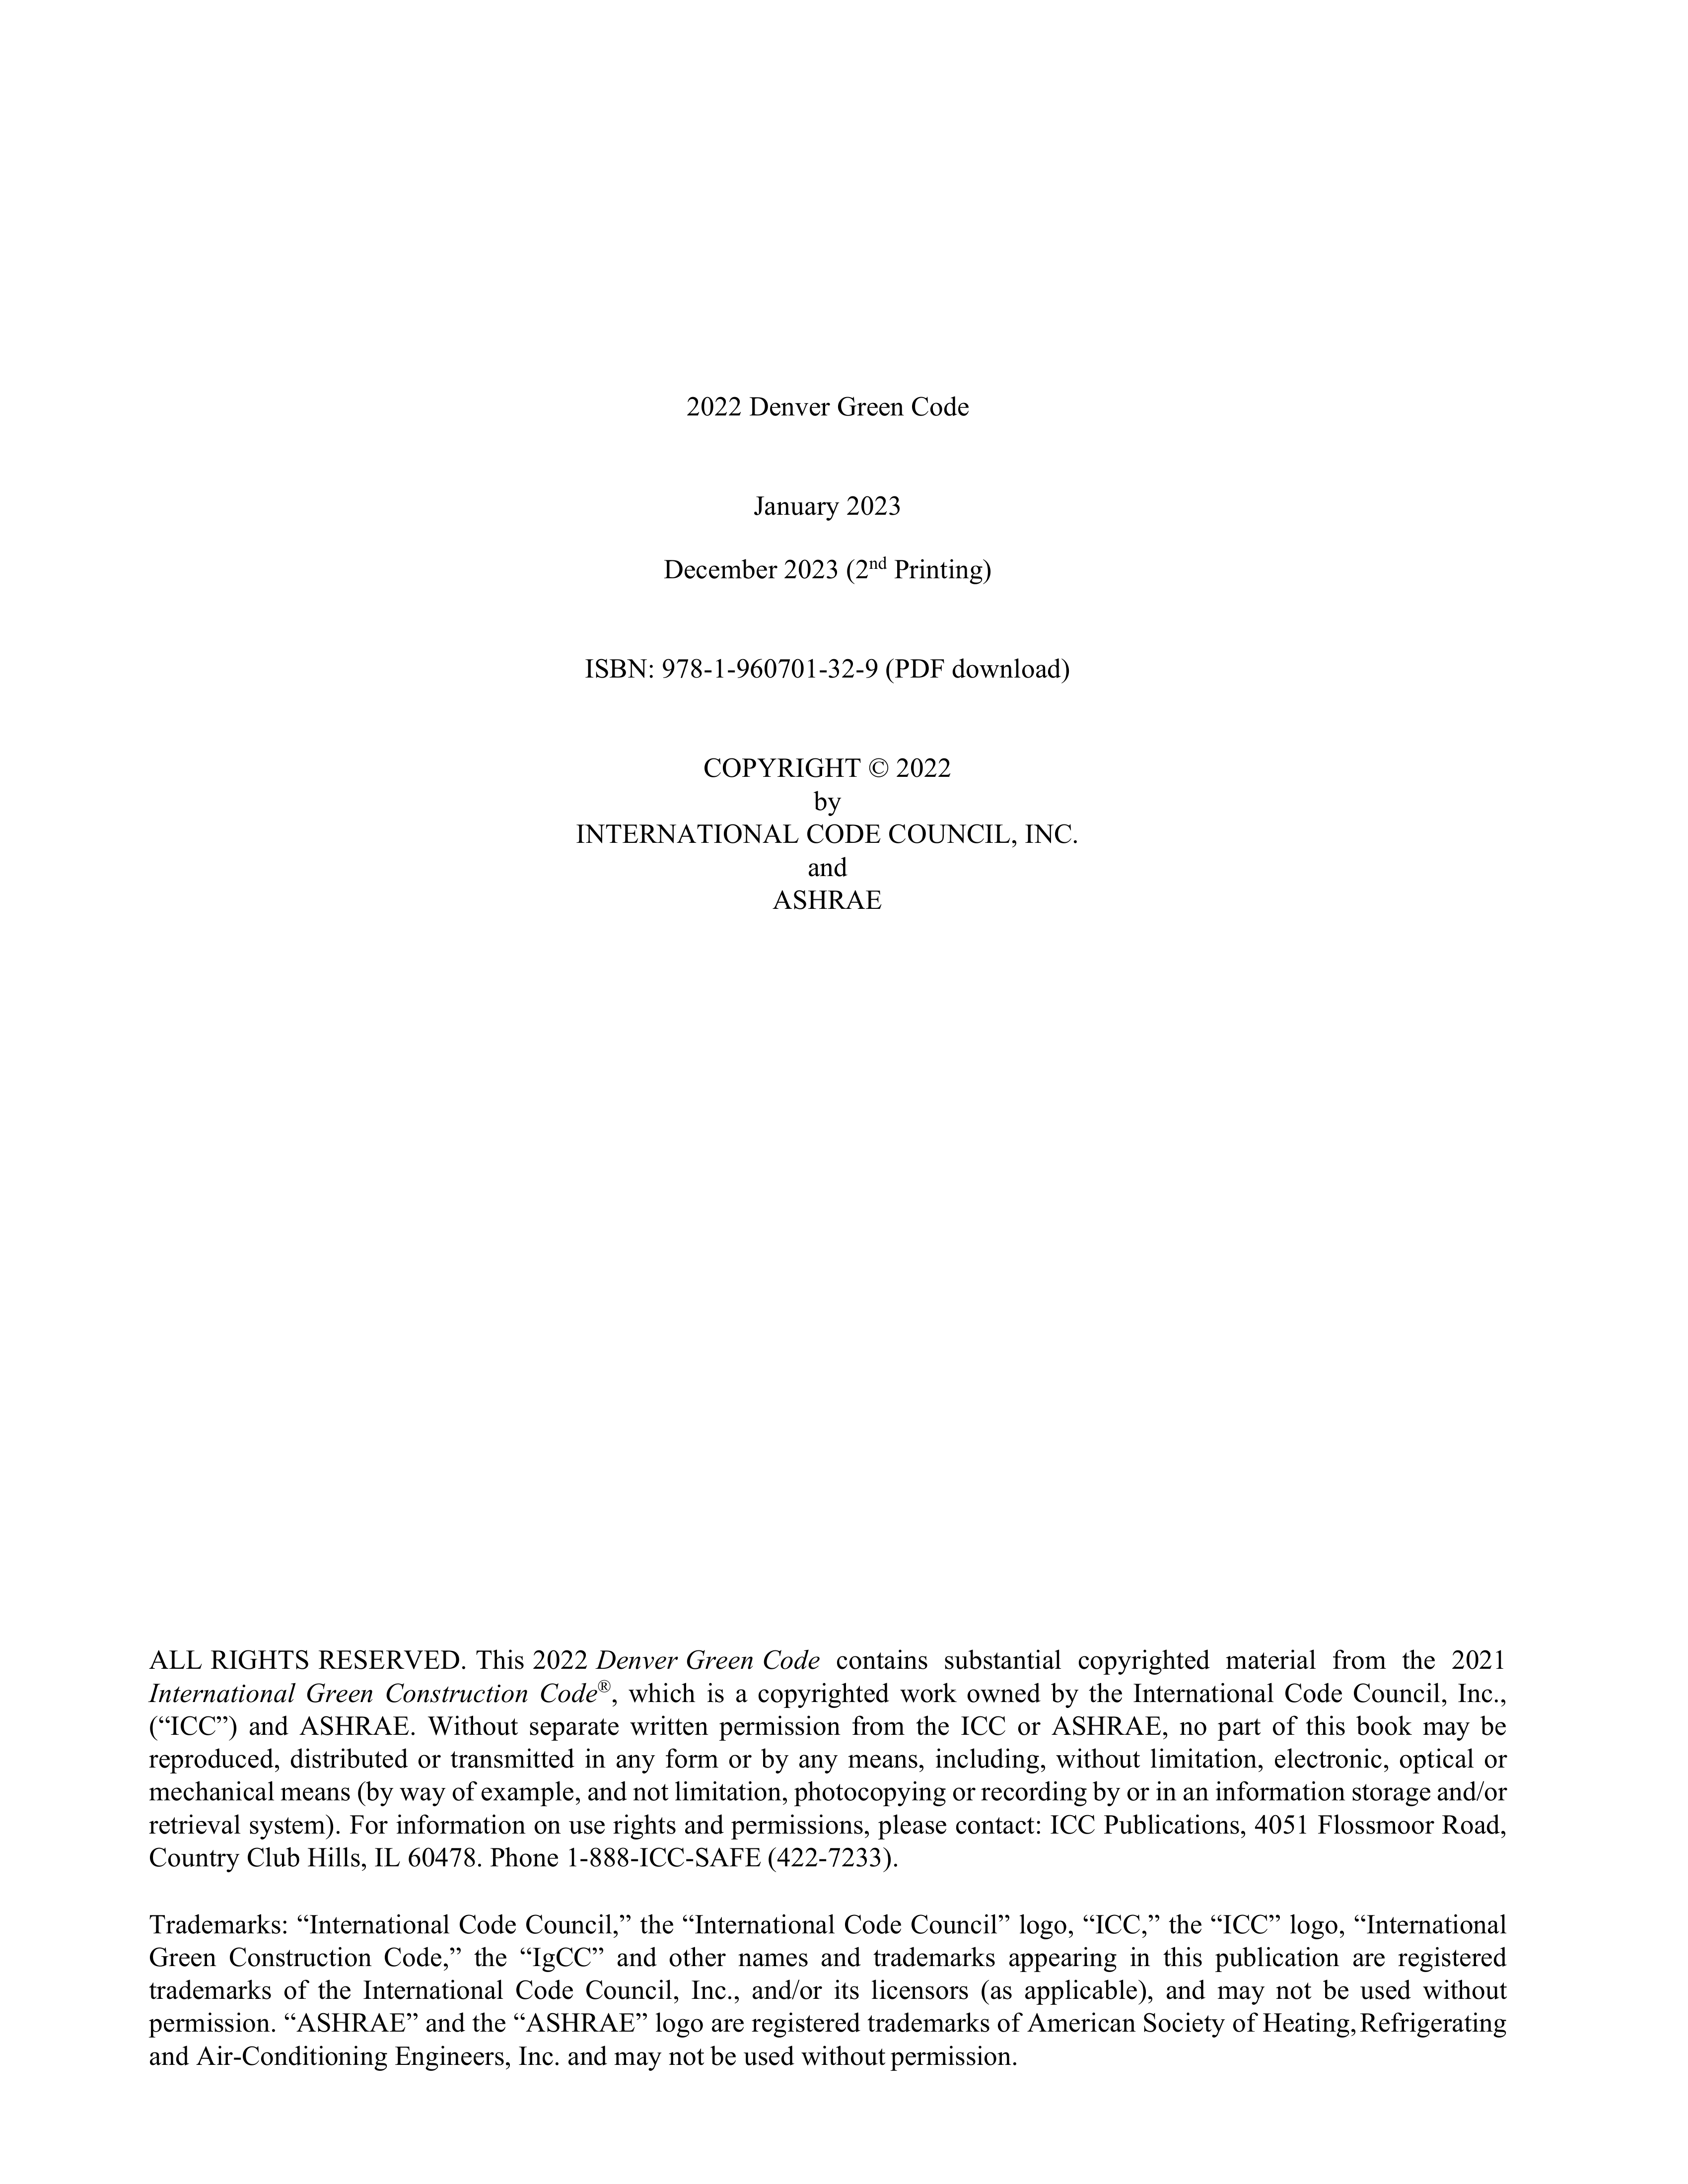 2022 Denver Green Code
January 2023
December 2023 (2nd Printing)
ISBN: 978-1-960701-32-9 (PDF download)
COPYRIGHT © 2022
by
INTERNATIONAL CODE COUNCIL, INC.
and
ASHRAE
ALL RIGHTS RESERVED. This 2022 Denver Green Code contains substantial copyrighted material from the 2021
International Green Construction Code®, which is a copyrighted work owned by the International Code Council, Inc.,
(“ICC”) and ASHRAE. Without separate written permission from the ICC or ASHRAE, no part of this book may be
reproduced, distributed or transmitted in any form or by any means, including, without limitation, electronic, optical or
mechanical means (by way of example, and not limitation, photocopying or recording by or in an information storage and/or
retrieval system). For information on use rights and permissions, please contact: ICC Publications, 4051 Flossmoor Road,
Country Club Hills, IL 60478. Phone 1-888-ICC-SAFE (422-7233).
Trademarks: “International Code Council,” the “International Code Council” logo, “ICC,” the “ICC” logo, “International
Green Construction Code,” the “IgCC” and other names and trademarks appearing in this publication are registered
trademarks of the International Code Council, Inc., and/or its licensors (as applicable), and may not be used without
permission. “ASHRAE” and the “ASHRAE” logo are registered trademarks of American Society of Heating, Refrigerating
and Air-Conditioning Engineers, Inc. and may not be used without permission.